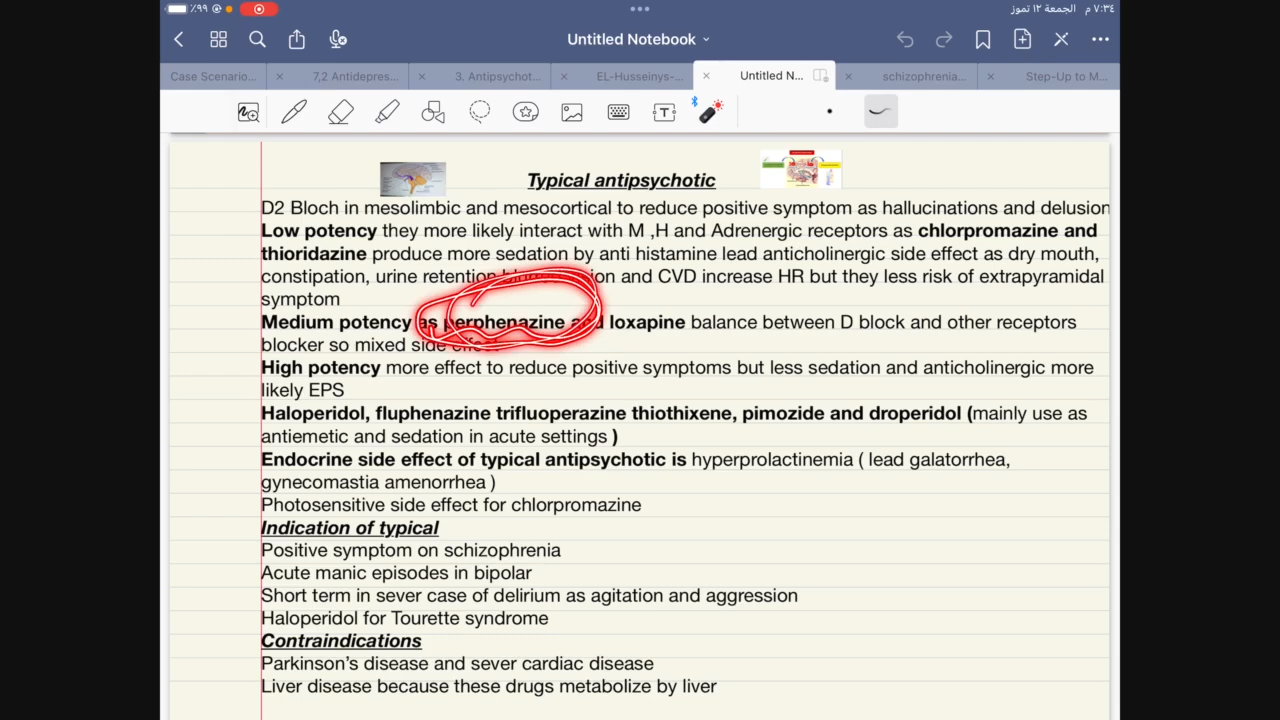 ٪٩٩
٧:٣٤ م الجمعة ١٢ تموز
Untitled Notebook
Case Scenario...
7,2 Antidepres...
3. Antipsychot...
EL-Husseinys-...
Untitled N...
schizophrenia...
Step-Up to M...
Typical antipsychotic
D2 Bloch in mesolimbic and mesocortical to reduce positive symptom as hallucinations and delusion
Low potency they more likely interact with M ,H and Adrenergic receptors as chlorpromazine and
thioridazine produce more sedation by anti histamine lead anticholinergic side effect as dry mouth,
constipation, urine retention and CVD increase HR but they less risk of extrapyramidal
symptom
Medium potency as perphenazine and loxapine balance between D block and other receptors
blocker so mixed side effect
High potency more effect to reduce positive symptoms but less sedation and anticholinergic more
likely EPS
Haloperidol, fluphenazine trifluoperazine thiothixene, pimozide and droperidol (mainly use as
antiemetic and sedation in acute settings )
Endocrine side effect of typical antipsychotic is hyperprolactinemia ( lead galatorrhea,
gynecomastia amenorrhea )
Photosensitive side effect for chlorpromazine
Indication of typical
Positive symptom on schizophrenia
Acute manic episodes in bipolar
Short term in sever case of delirium as agitation and aggression
Haloperidol for Tourette syndrome
Contraindications
Parkinson's disease and sever cardiac disease
Liver disease because these drugs metabolize by liver